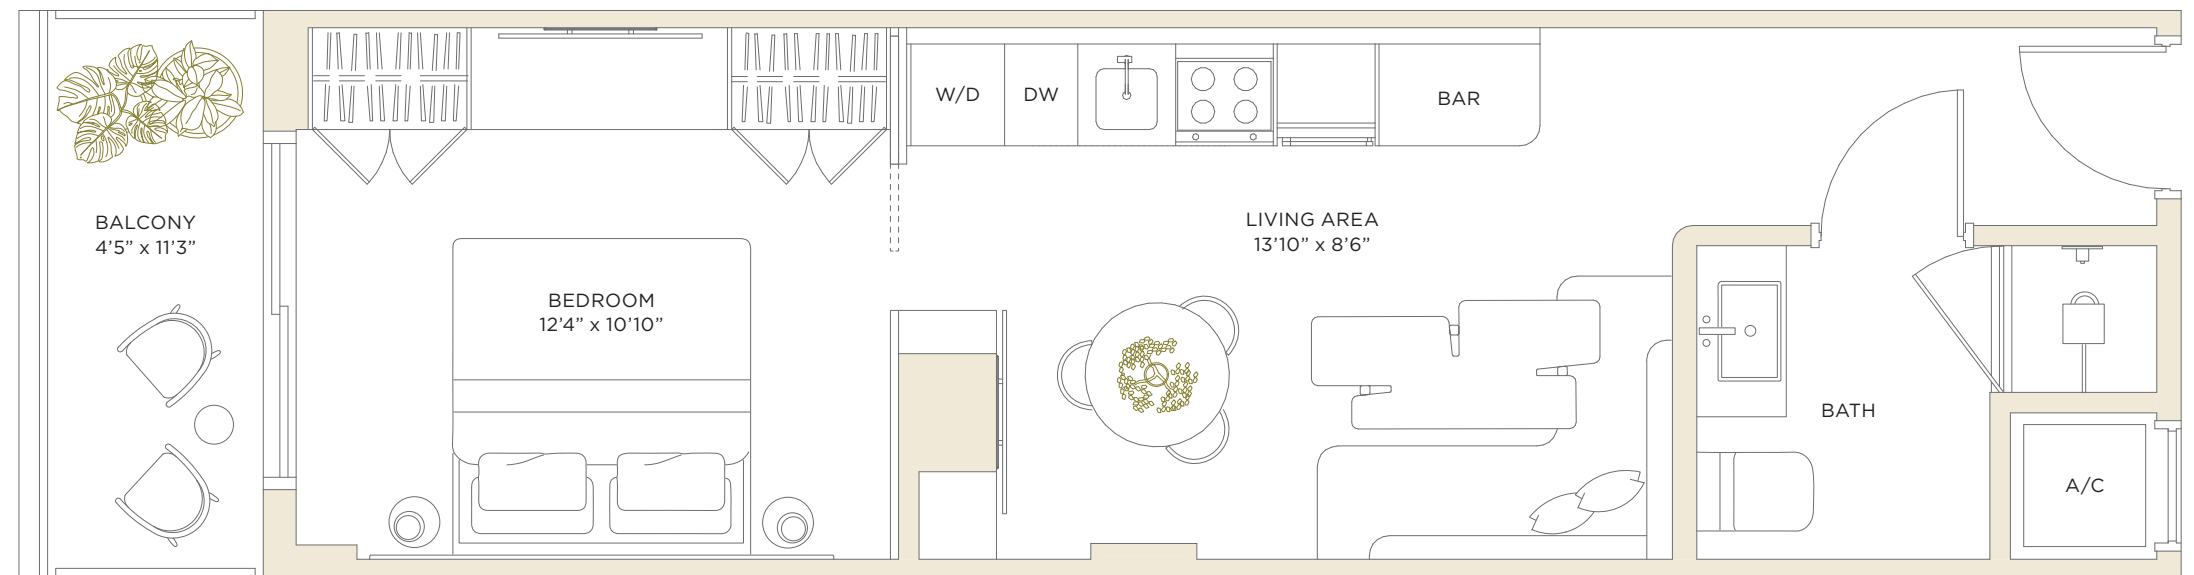 W/D
DW
BAR
BALCONY
4’5” x 11’3”
LIVING AREA
13’10” x 8’6”
BEDROOM
12’4” x 10’10”
BATH
A/C